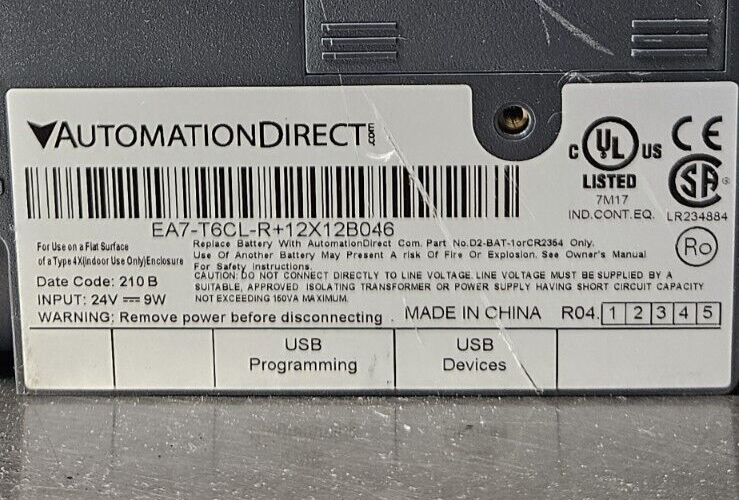 AUTOMATIONDIRECT.com
C UL US
CE
LISTED
7M17
IND.CONT.EQ.
SA ®
LR234884
EA7-T6CL-R+12X12B046
Ro
For Use on a Flat Surface
of a Type 4X(Indoor Use Only)Enclosure
Replace Battery With AutomationDirect Com. Part No.D2-BAT-1orCR2354 Only.
Use Of Another Battery May Present A Risk Of Fire Or Explosion. See Owner's Manual
For Safety Instructions.
CAUTION: DO NOT CONNECT DIRECTLY TO LINE VOLTAGE. LINE VOLTAGE MUST BE SUPPLIED BY A
SUITABLE, APPROVED ISOLATING TRANSFORMER OR POWER SUPPLY HAVING SHORT CIRCUIT CAPACITY
NOT EXCEEDING 160VA MAXIMUM.
Date Code: 210 B
INPUT: 24V ⎓ 9W
WARNING: Remove power before disconnecting . MADE IN CHINA R04. 1 2 3 4 5
USB
Programming
USB
Devices